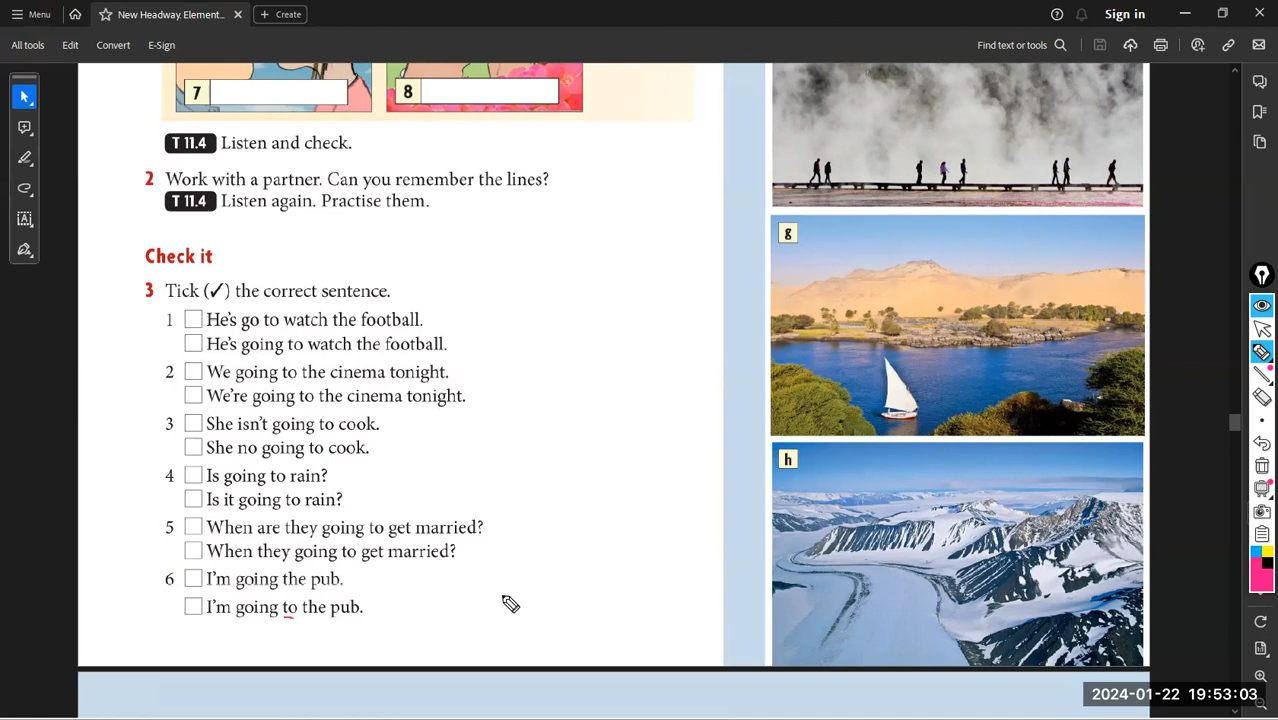 Menu
New Headway. Element...
Create
Sign in
All tools
Edit
Convert
E-Sign
Find text or tools
7
8
T 11.4 Listen and check.
2 Work with a partner. Can you remember the lines?
T 11.4 Listen again. Practise them.
Check it
3 Tick (✓) the correct sentence.
1 He's go to watch the football.
He's going to watch the football.
2 We going to the cinema tonight.
We're going to the cinema tonight.
3 She isn't going to cook.
She no going to cook.
4 Is going to rain?
Is it going to rain?
5 When are they going to get married?
When they going to get married?
6 I'm going the pub.
I'm going to the pub.
g
h
2024-01-22 19:53:03